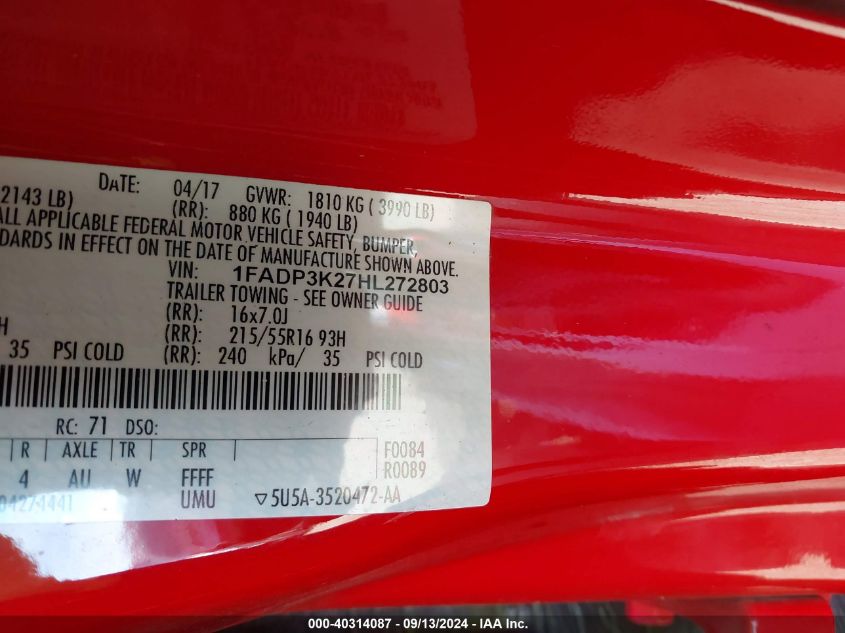 DATE: 04/17 GVWR: 1810 KG ( 3990 LB)
2143 LB) (RR): 880 KG ( 1940 LB)
ALL APPLICABLE FEDERAL MOTOR VEHICLE SAFETY, BUMPER,
DARDS IN EFFECT ON THE DATE OF MANUFACTURE SHOWN ABOVE.
VIN: 1FADP3K27HL272803
TRAILER TOWING - SEE OWNER GUIDE
H (RR): 16x7.0J
(RR): 215/55R16 93H
35 PSI COLD (RR): 240 kPa/ 35 PSI COLD
RC: 71 DSO:
R AXLE TR SPR F0084
4 AU W FFFF R0089
UMU ▽5U5A-3520472-AA
000-40314087 - 09/13/2024 - IAA Inc.